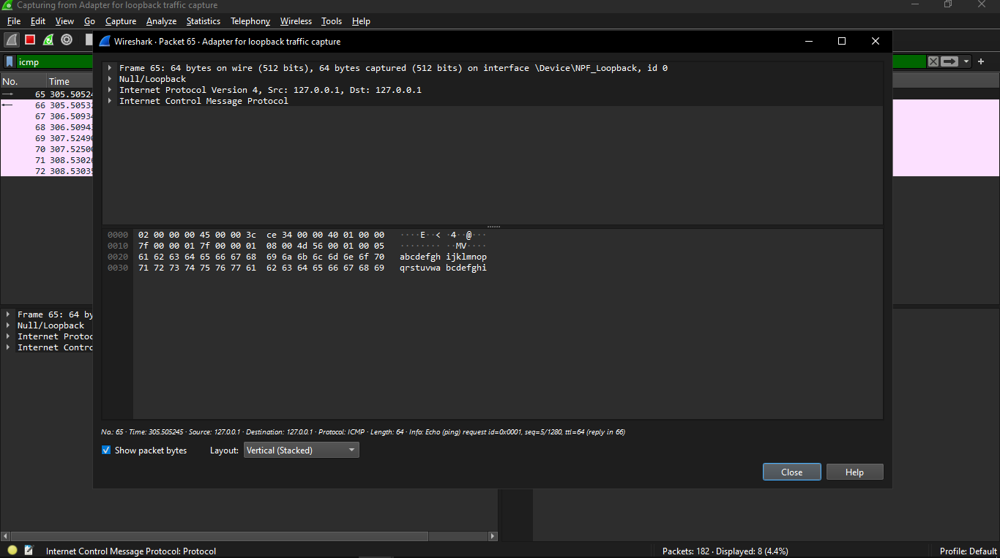 Capturing from Adapter for loopback traffic capture
File Edit View Go Capture Analyze Statistics Telephony Wireless Tools Help
Wireshark · Packet 65 · Adapter for loopback traffic capture
icmp
No. Time
65 305.50524
66 305.5053
67 306.5093
68 306.5094
69 307.5249
70 307.5250
71 308.5302
72 308.5303
Frame 65: 64 bytes on wire (512 bits), 64 bytes captured (512 bits) on interface \Device\NPF_Loopback, id 0
Null/Loopback
Internet Protocol Version 4, Src: 127.0.0.1, Dst: 127.0.0.1
Internet Control Message Protocol
0000 02 00 00 00 45 00 00 3c ce 34 00 00 40 01 00 00 ····E··< ·4··@···
0010 7f 00 00 01 7f 00 00 01 08 00 4d 56 00 01 00 05 ········ ··MV····
0020 61 62 63 64 65 66 67 68 69 6a 6b 6c 6d 6e 6f 70 abcdefgh ijklmnop
0030 71 72 73 74 75 76 77 61 62 63 64 65 66 67 68 69 qrstuvwa bcdefghi
Frame 65: 64 by
Null/Loopback
Internet Protoc
Internet Contro
No.: 65 · Time: 305.505245 · Source: 127.0.0.1 · Destination: 127.0.0.1 · Protocol: ICMP · Length: 64 · Info: Echo (ping) request id=0x0001, seq=5/1280, ttl=64 (reply in 66)
Show packet bytes Layout: Vertical (Stacked)
Close Help
Internet Control Message Protocol: Protocol Packets: 182 · Displayed: 8 (4.4%) Profile: Default